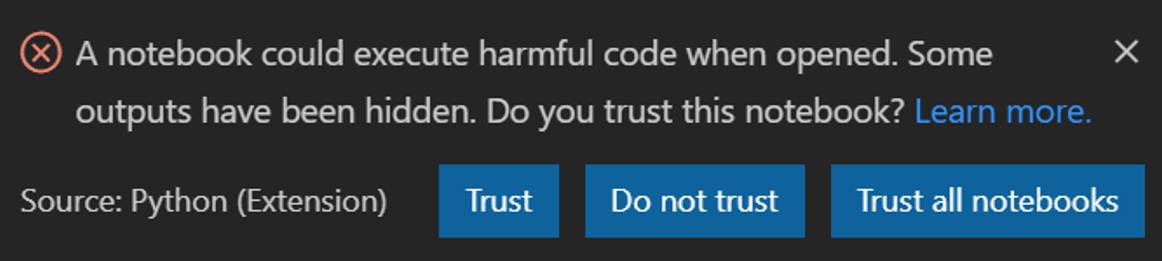 A notebook could execute harmful code when opened. Some
outputs have been hidden. Do you trust this notebook? Learn more.
Source: Python (Extension)
Trust
Do not trust
Trust all notebooks